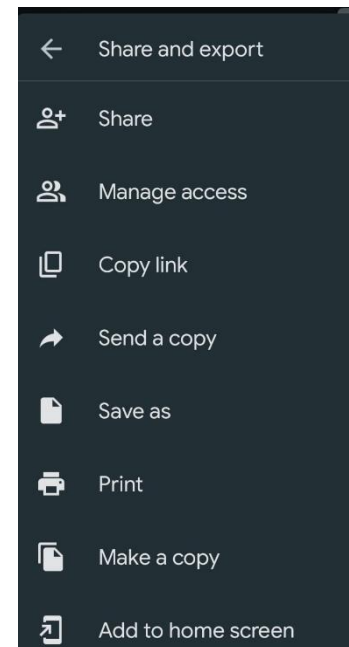 Share and export
Share
Manage access
Copy link
Send a copy
Save as
Print
Make a copy
Add to home screen